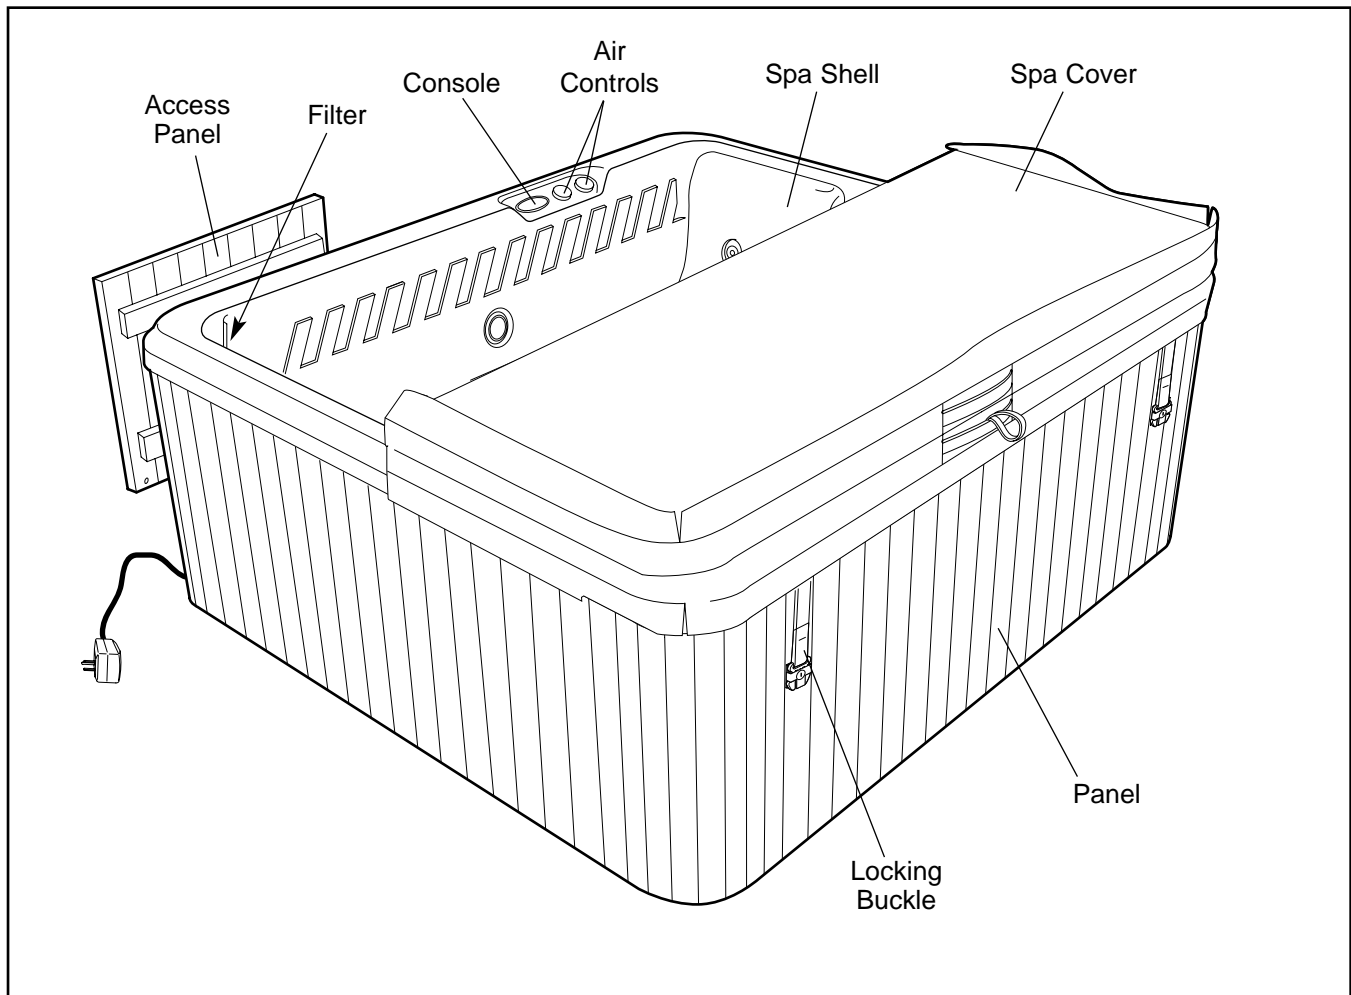 Air
Controls
Console
Spa Shell
Spa Cover
Access
Panel
Filter
Panel
Locking
Buckle